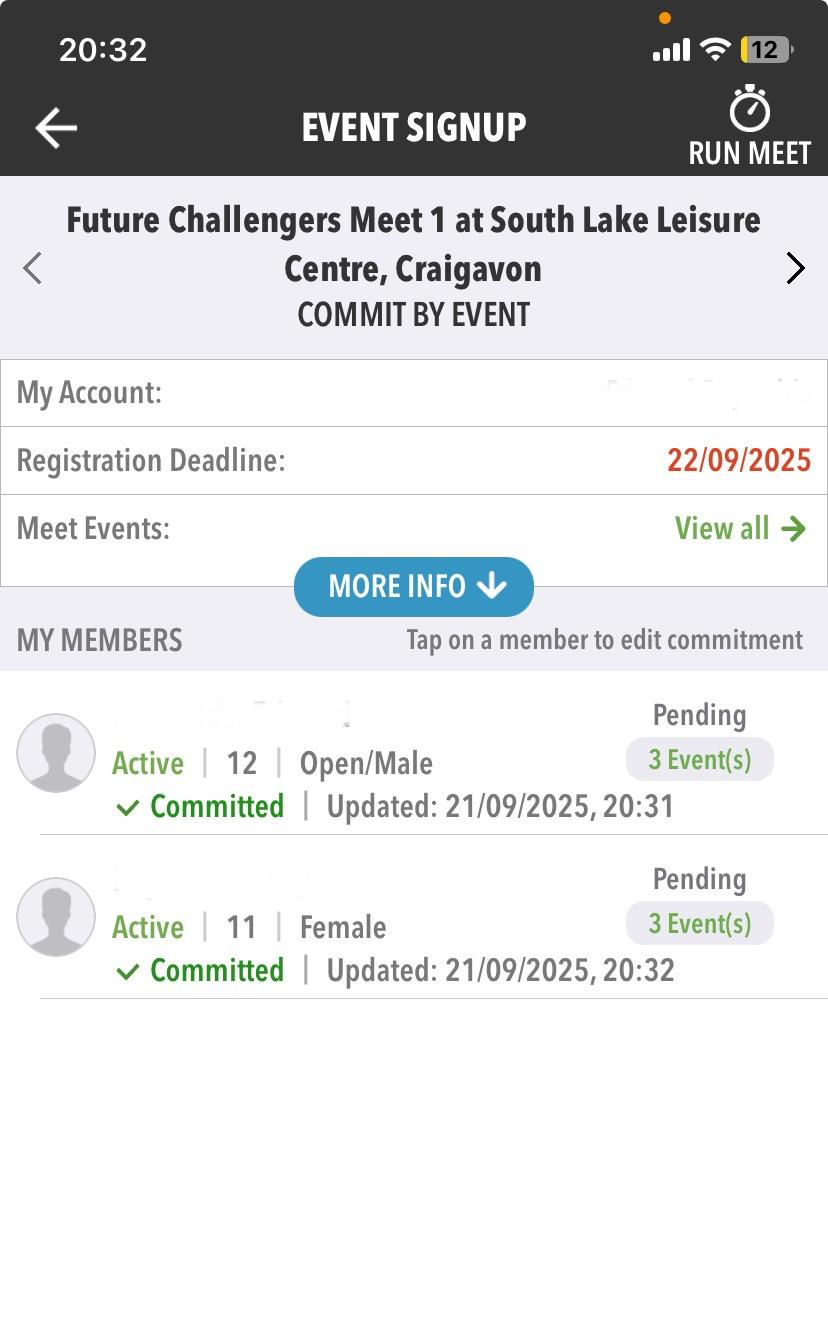 20:32
12
EVENT SIGNUP
RUN MEET
Future Challengers Meet 1 at South Lake Leisure
Centre, Craigavon
COMMIT BY EVENT
My Account:
Registration Deadline: 22/09/2025
Meet Events: View all →
MORE INFO ↓
MY MEMBERS Tap on a member to edit commitment
Pending
Active | 12 | Open/Male 3 Event(s)
✓ Committed | Updated: 21/09/2025, 20:31
Pending
Active | 11 | Female 3 Event(s)
✓ Committed | Updated: 21/09/2025, 20:32